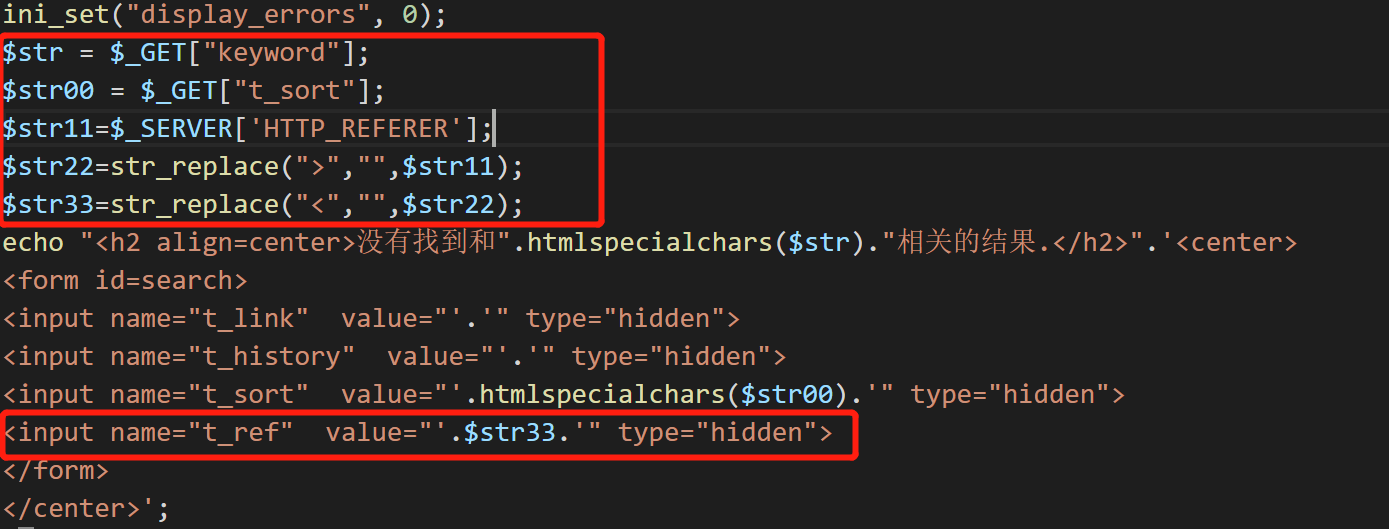 ini_set("display_errors", 0);
$str = $_GET["keyword"];
$str00 = $_GET["t_sort"];
$str11=$_SERVER['HTTP_REFERER'];
$str22=str_replace(">","",$str11);
$str33=str_replace("<","",$str22);
echo "<h2 align=center>没有找到和".htmlspecialchars($str)."相关的结果.</h2>".'<center>
<form id=search>
<input name="t_link"  value="'.'" type="hidden">
<input name="t_history"  value="'.'" type="hidden">
<input name="t_sort"  value="'.htmlspecialchars($str00).'" type="hidden">
<input name="t_ref"  value="'.$str33.'" type="hidden">
</form>
</center>';